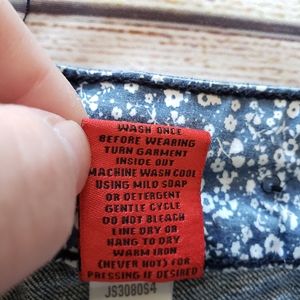 WASH ONCE
BEFORE WEARING
TURN GARMENT
INSIDE OUT
MACHINE WASH COOL
USING MILD SOAP
OR DETERGENT
GENTLE CYCLE
DO NOT BLEACH
LINE DRY OR
HANG TO DRY
WARM IRON
(NEVER HOT) FOR
PRESSING IF DESIRED
JS3080S4